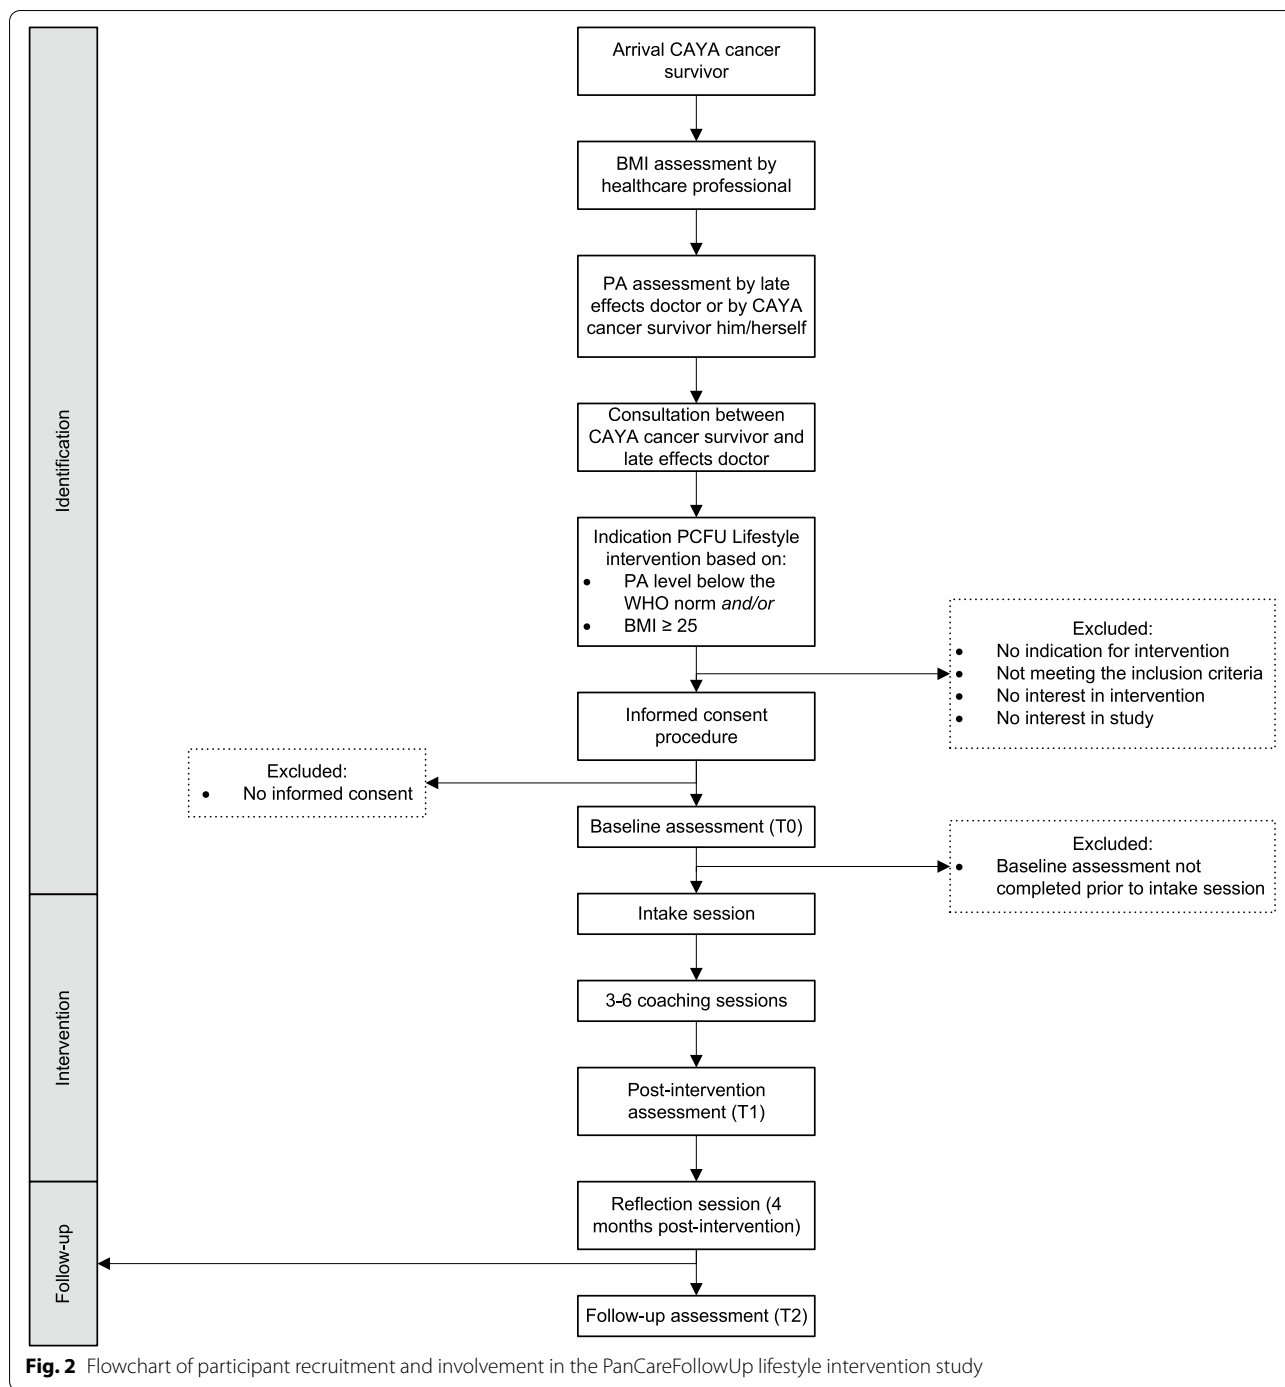 Arrival CAYA cancer
survivor
BMI assessment by
healthcare professional
PA assessment by late
effects doctor or by CAYA
cancer survivor him/herself
Consultation between
CAYA cancer survivor and
late effects doctor
Identification
Indication PCFU Lifestyle
intervention based on:
• PA level below the
WHO norm and/or
• BMI ≥ 25
Excluded:
• No indication for intervention
• Not meeting the inclusion criteria
• No interest in intervention
• No interest in study
Informed consent
procedure
Excluded:
• No informed consent
Baseline assessment (T0)
Excluded:
• Baseline assessment not
completed prior to intake session
Intake session
3-6 coaching sessions
Intervention
Post-intervention
assessment (T1)
Reflection session (4
months post-intervention)
Follow-up
Follow-up assessment (T2)
Fig. 2 Flowchart of participant recruitment and involvement in the PanCareFollowUp lifestyle intervention study